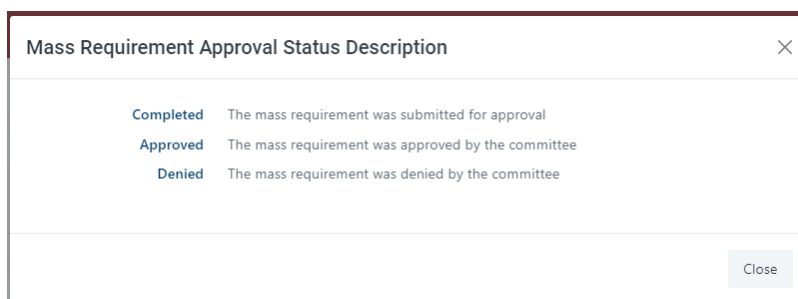 Mass Requirement Approval Status Description
Completed The mass requirement was submitted for approval
Approved The mass requirement was approved by the committee
Denied The mass requirement was denied by the committee
Close